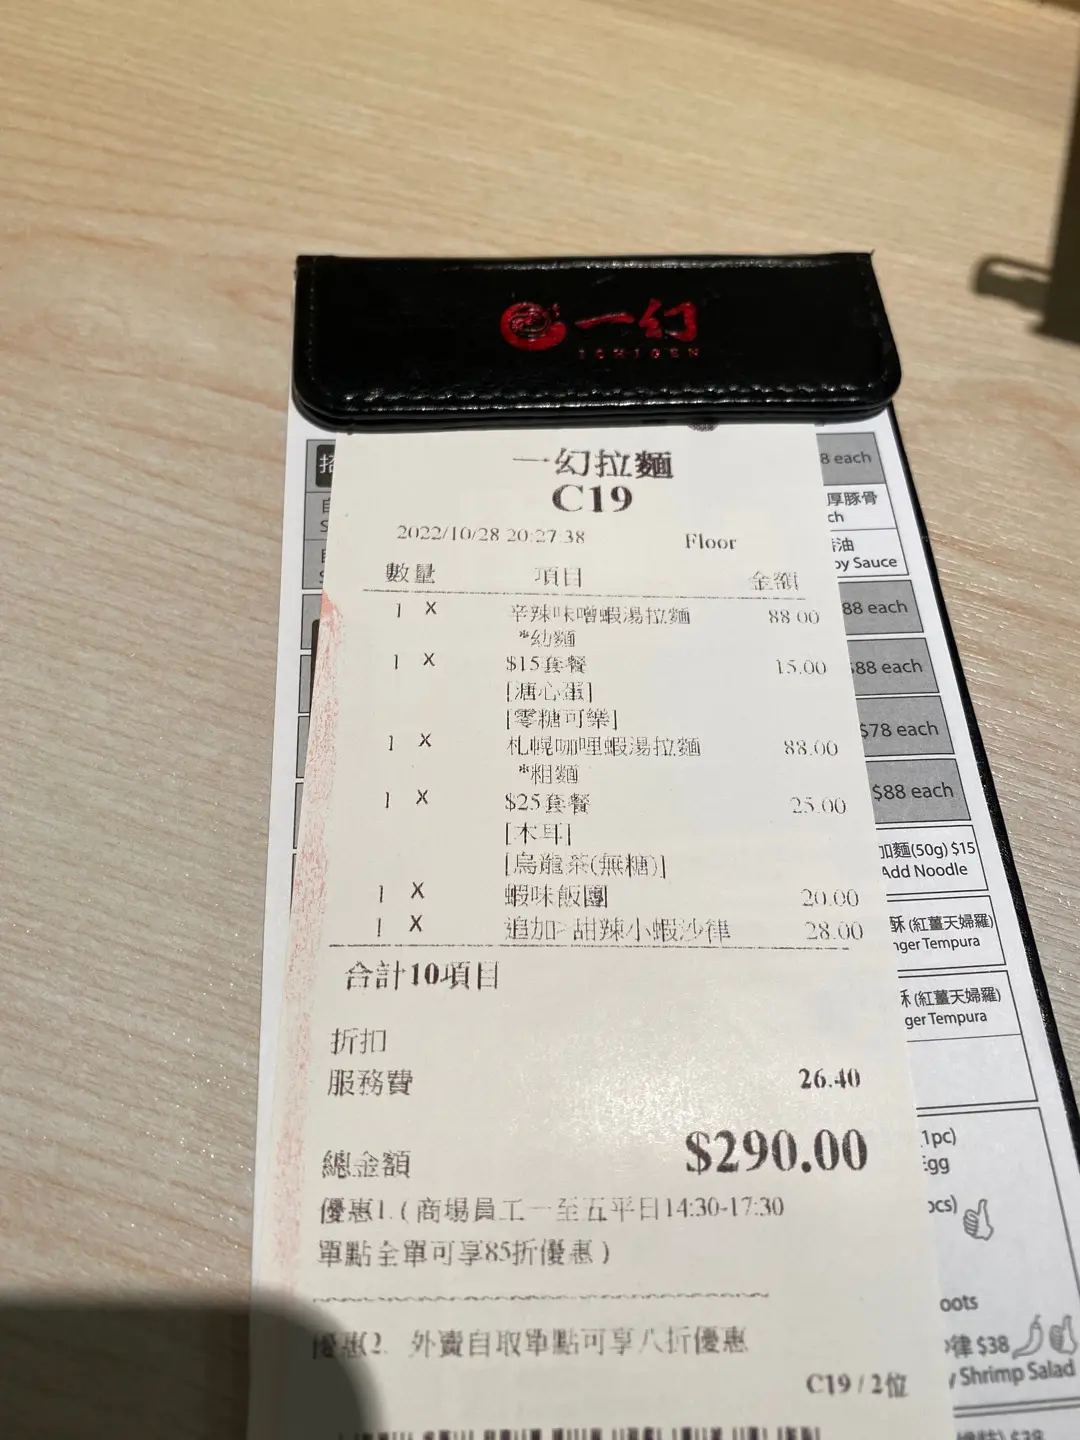 一幻
ICHIGEN
一幻拉麵
C19
2022/10/28 20:27:38 Floor
數量 項目 金額
1 X 辛辣味噌蝦湯拉麵 88.00
*幼麵
1 X $15套餐 15.00
[溏心蛋]
[零糖可樂]
1 X 札幌咖哩蝦湯拉麵 88.00
*粗麵
1 X $25套餐 25.00
[木耳]
[烏龍茶(無糖)]
1 X 蝦味飯團 20.00
1 X 追加>甜辣小蝦沙律 28.00
合計10項目
折扣
服務費 26.40
總金額 $290.00
優惠1.(商場員工一至五平日14:30-17:30
單點全單可享85折優惠)
優惠2. 外賣自取單點可享八折優惠
C19 / 2位
招
8 each
厚豚骨
ch
油
oy Sauce
88 each
$88 each
$78 each
$88 each
加麵(50g) $15
Add Noodle
酥 (紅薑天婦羅)
nger Tempura
(紅薑天婦羅)
ger Tempura
1pc)
Egg
pcs)
oots
律 $38
y Shrimp Salad
$38